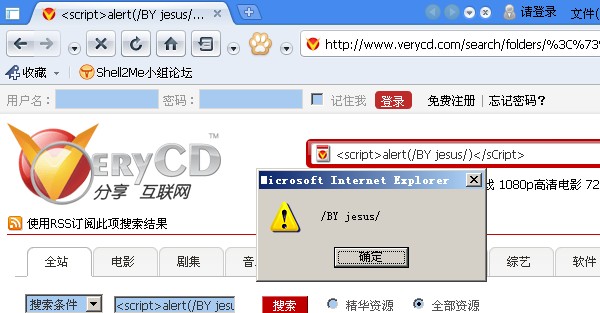 <script>alert(/BY jesus/...
请登录
文件(
http://www.verycd.com/search/folders/%3C%73%
收藏
Shell2Me小组论坛
用户名： 密码： 记住我 登录 免费注册 | 忘记密码？
VERYCD™
分享 互联网
<script>alert(/BY jesus/)</sCript>
1080p高清电影 72
Microsoft Internet Explorer
/BY jesus/
确定
使用RSS订阅此项搜索结果
全站 电影 剧集 综艺 软件
搜索条件 <script>alert(/BY jesu 搜索 精华资源 全部资源